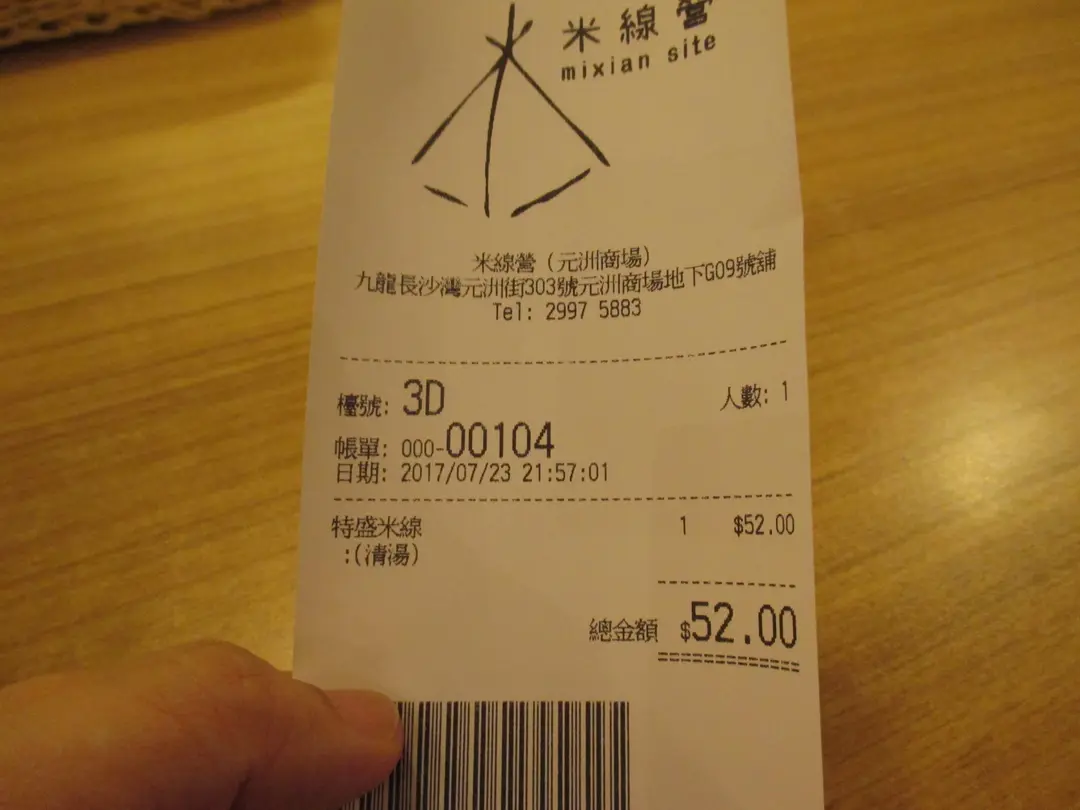 米線營
mixian site
米線營 (元洲商場)
九龍長沙灣元洲街303號元洲商場地下G09號舖
Tel: 2997 5883
檯號: 3D 人數: 1
帳單: 000-00104
日期: 2017/07/23 21:57:01
特盛米線 1 $52.00
:(清湯)
總金額 $52.00